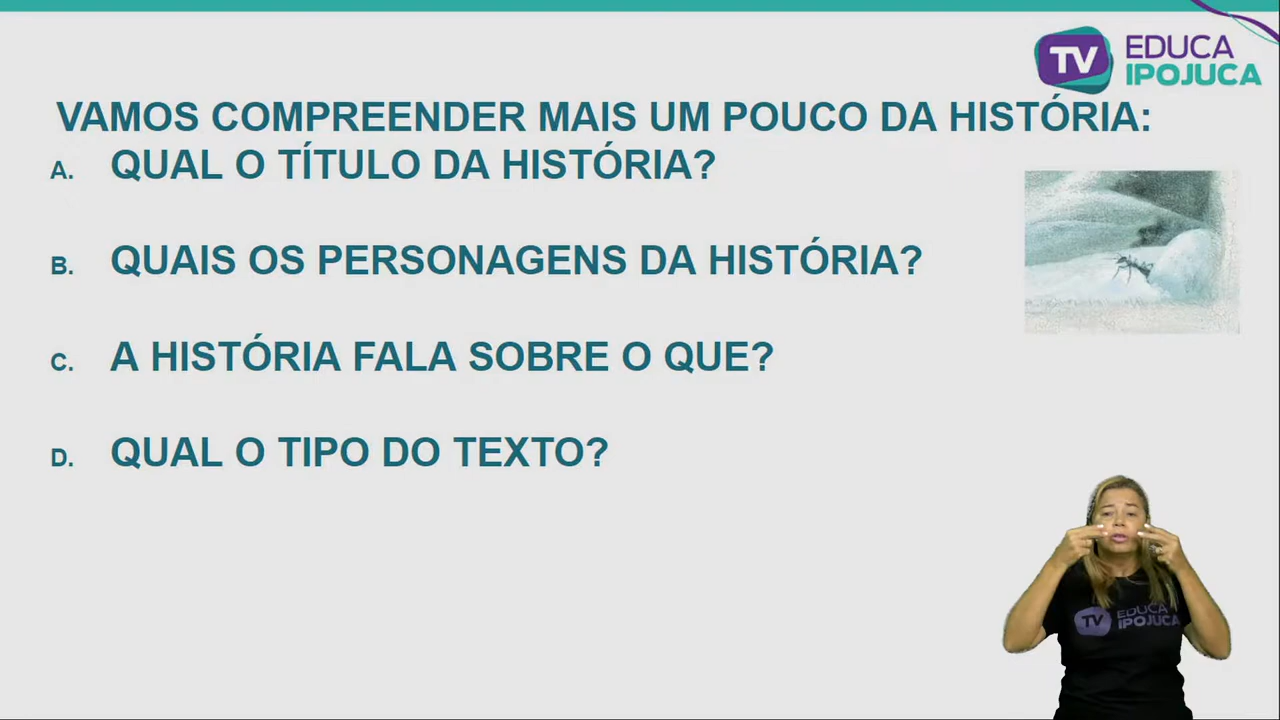 TV EDUCA
IPOJUCA
VAMOS COMPREENDER MAIS UM POUCO DA HISTÓRIA:
A. QUAL O TÍTULO DA HISTÓRIA?
B. QUAIS OS PERSONAGENS DA HISTÓRIA?
C. A HISTÓRIA FALA SOBRE O QUE?
D. QUAL O TIPO DO TEXTO?
TV EDUCA
IPOJUCA